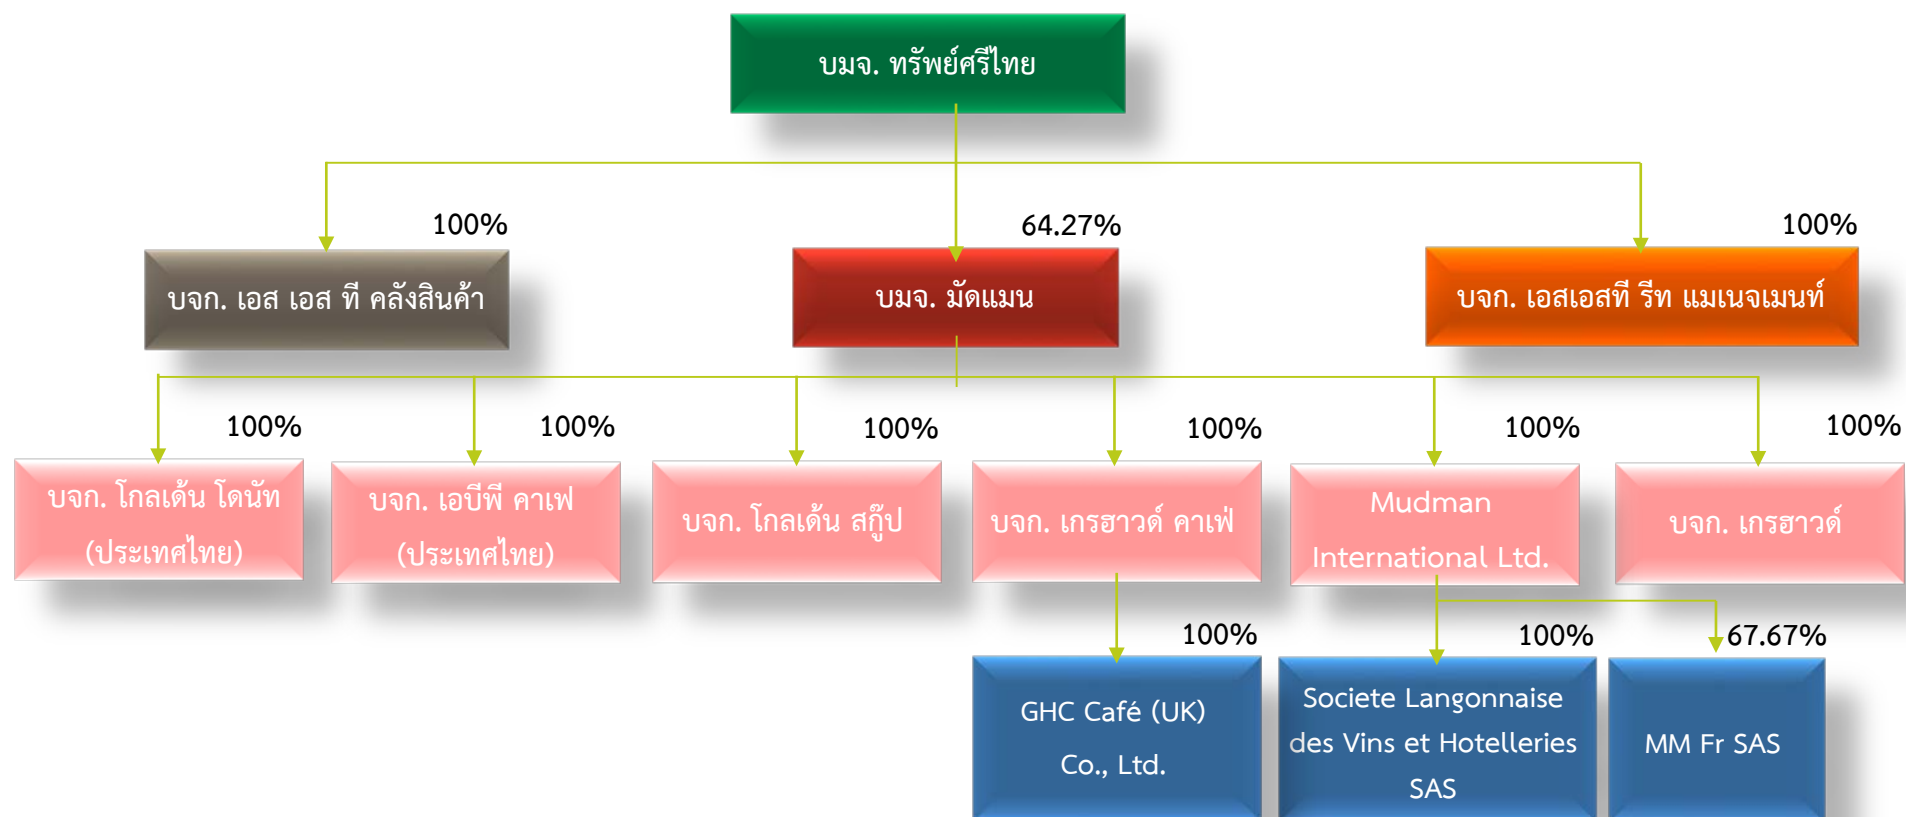 บมจ. ทรัพย์ศรีไทย
100%
64.27%
100%
บจก. เอส เอส ที คลังสินค้า
บมจ. มัดแมน
บจก. เอสเอสที รีท แมเนจเมนท์
100%
100%
100%
100%
100%
100%
บจก. โกลเด้น โดนัท
(ประเทศไทย)
บจก. เอบีพี คาเฟ่
(ประเทศไทย)
บจก. โกลเด้น สกู๊ป
บจก. เกรฮาวด์ คาเฟ่
Mudman
International Ltd.
บจก. เกรฮาวด์
100%
100%
67.67%
GHC Café (UK)
Co., Ltd.
Societe Langonnaise
des Vins et Hotelleries
SAS
MM Fr SAS